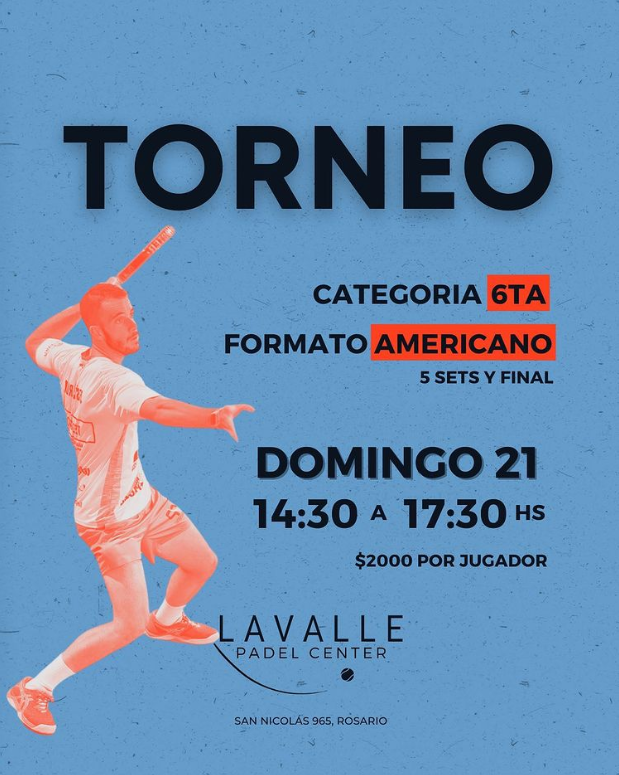 TORNEO
CATEGORIA 6TA
FORMATO AMERICANO
5 SETS Y FINAL
DOMINGO 21
14:30 A 17:30 HS
$2000 POR JUGADOR
LAVALLE
PADEL CENTER
SAN NICOLÁS 965, ROSARIO